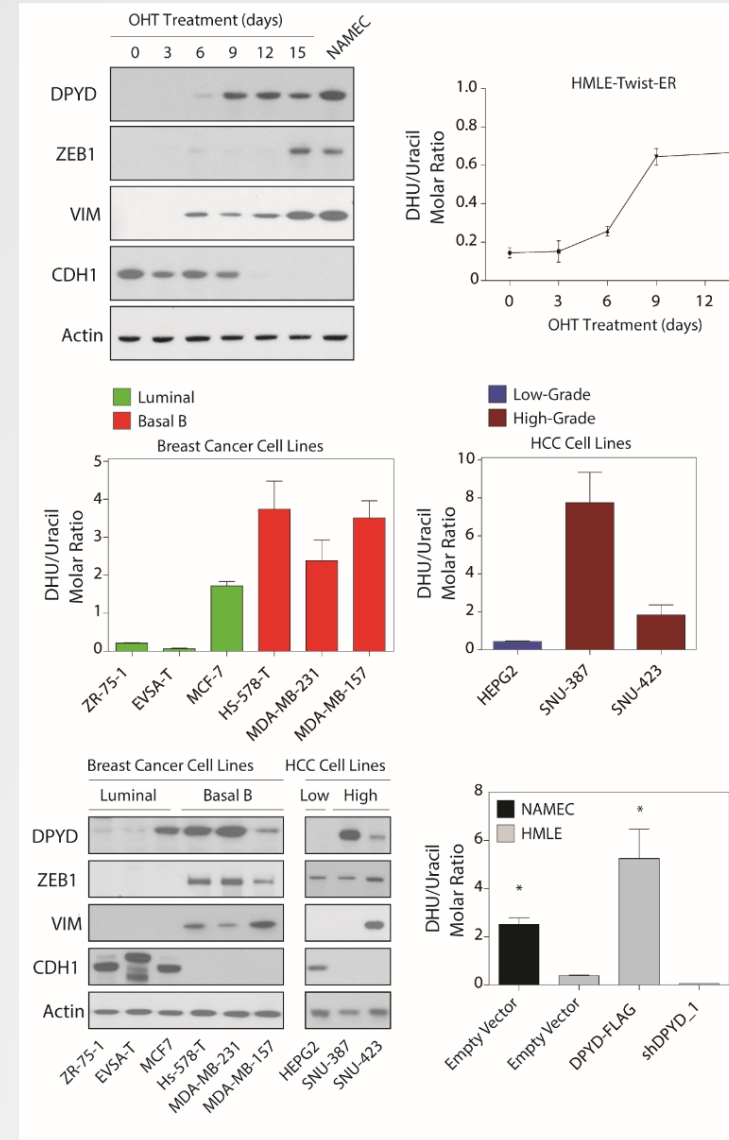 OHT Treatment (days)
0 3 6 9 12 15 NAMEC
DPYD
ZEB1
VIM
CDH1
Actin
HMLE-Twist-ER
DHU/Uracil
Molar Ratio
1.0
0.8
0.6
0.4
0.2
0
0 3 6 9 12
OHT Treatment (days)
Luminal
Basal B
Breast Cancer Cell Lines
DHU/Uracil
Molar Ratio
5
4
3
2
1
0
ZR-75-1
EVSA-T
MCF-7
HS-578-T
MDA-MB-231
MDA-MB-157
Low-Grade
High-Grade
HCC Cell Lines
DHU/Uracil
Molar Ratio
10
8
6
4
2
0
HEPG2
SNU-387
SNU-423
Breast Cancer Cell Lines HCC Cell Lines
Luminal Basal B Low High
DPYD
ZEB1
VIM
CDH1
Actin
ZR-75-1
EVSA-T
MCF7
Hs-578-T
MDA-MB-231
MDA-MB-157
HEPG2
SNU-387
SNU-423
NAMEC
HMLE
DHU/Uracil
Molar Ratio
8
6
4
2
0
*
*
Empty Vector
Empty Vector
DPYD-FLAG
shDPYD_1